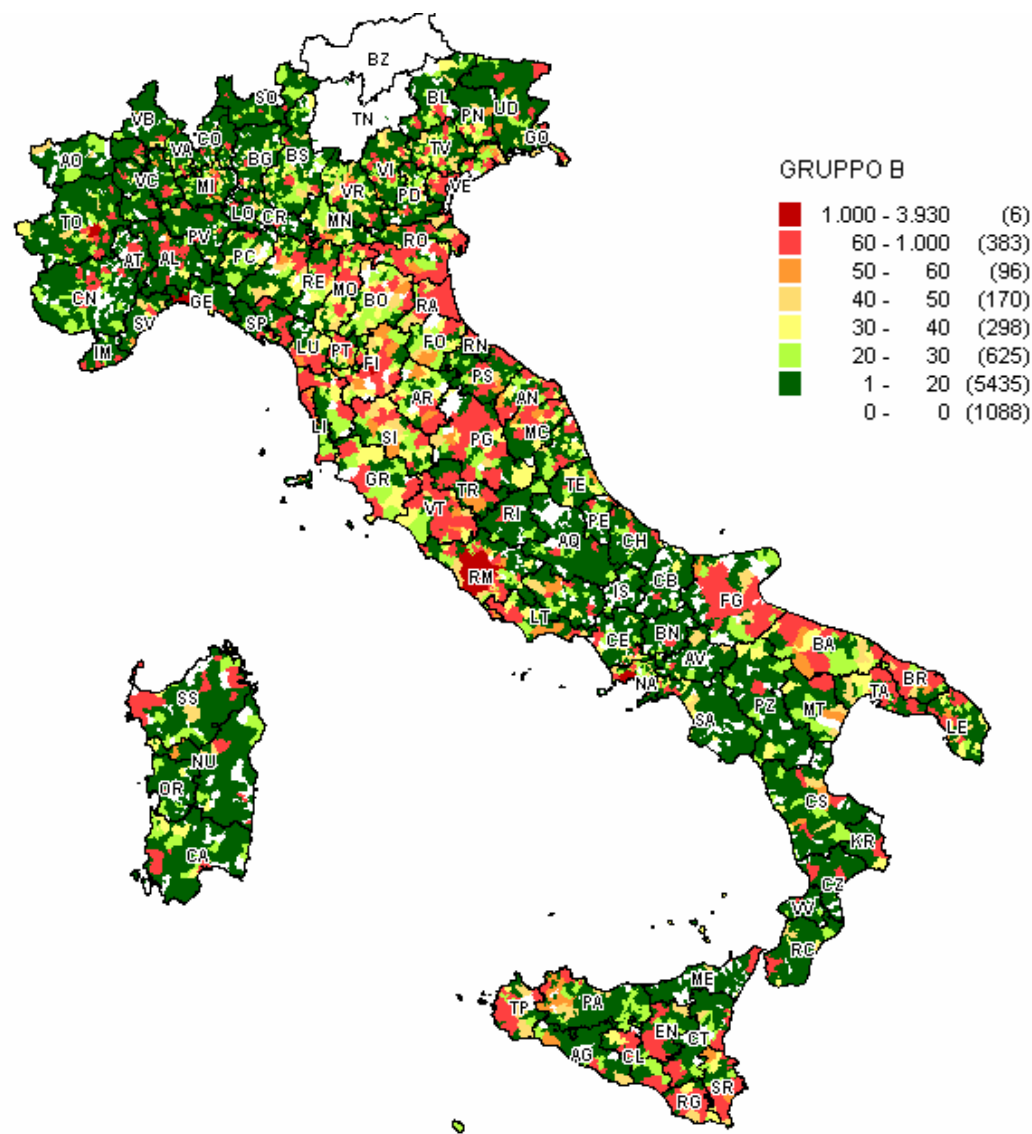 BZ
SO
BL
UD
TN
PN
VB
CO
VA
TV
GO
AO
BG
BS
VI
VC
MI
VR
PD
VE
TO
LO
CR
MN
PV
RO
AT
AL
PC
RE
MO
CN
GE
BO
RA
SV
SP
FO
IM
LU
PT
RN
FI
PS
AR
AN
LI
SI
MC
PG
GR
TR
TE
VT
RI
PE
AQ
CH
RM
CB
IS
FG
LT
CE
BN
BA
AV
NA
BR
PZ
TA
MT
SS
SA
LE
NU
OR
CS
KR
CA
CZ
VV
RC
ME
TP
PA
EN
CT
AG
CL
SR
RG
GRUPPO B
1.000 - 3.930 (6)
60 - 1.000 (383)
50 - 60 (96)
40 - 50 (170)
30 - 40 (298)
20 - 30 (625)
1 - 20 (5435)
0 - 0 (1088)